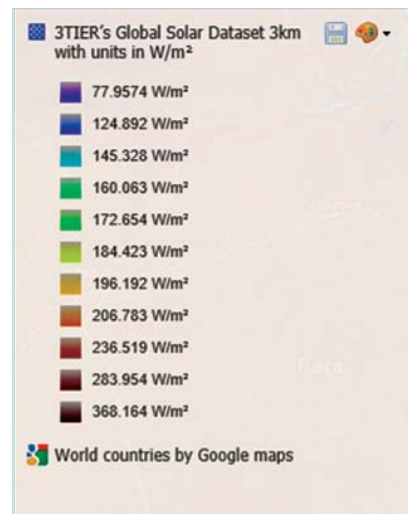 3TIER's Global Solar Dataset 3km
with units in W/m²
77.9574 W/m²
124.892 W/m²
145.328 W/m²
160.063 W/m²
172.654 W/m²
184.423 W/m²
196.192 W/m²
206.783 W/m²
236.519 W/m²
283.954 W/m²
Para
368.164 W/m²
World countries by Google maps